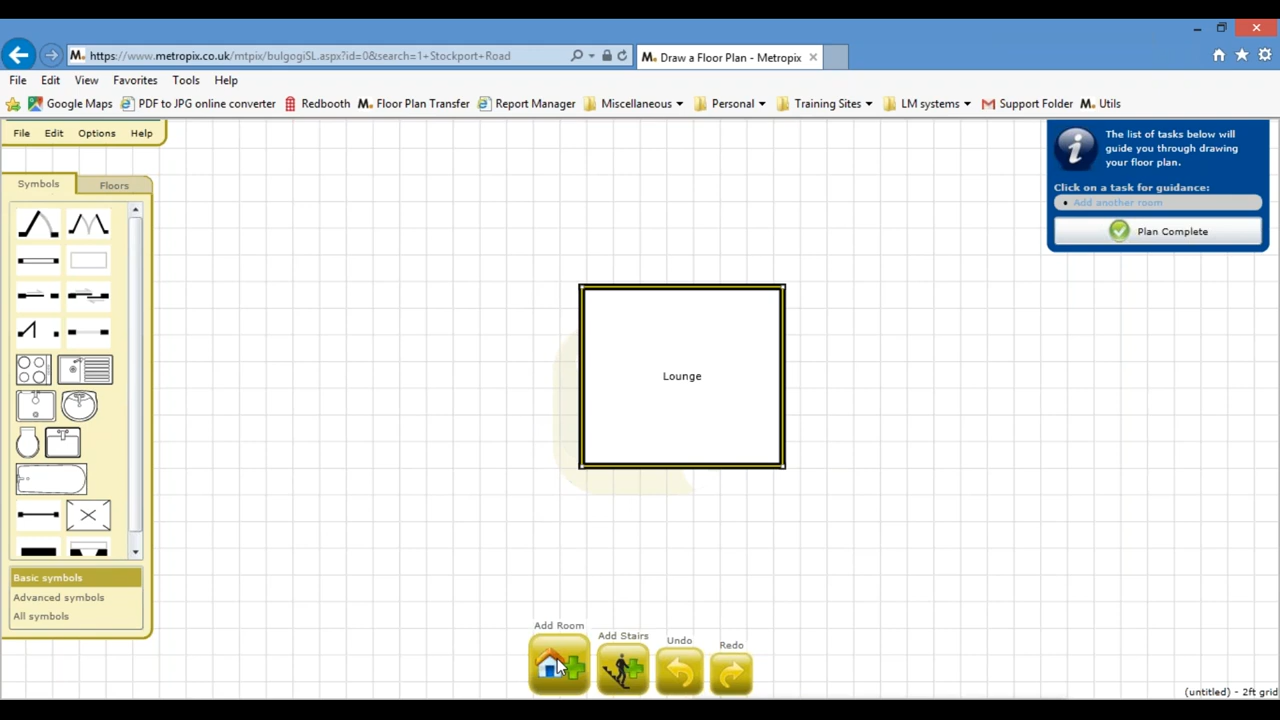 https://www.metropix.co.uk/mtpix/bulgogiSL.aspx?id=0&search=1+Stockport+Road
M. Draw a Floor Plan - Metropix
File Edit View Favorites Tools Help
Google Maps PDF to JPG online converter Redbooth M. Floor Plan Transfer Report Manager Miscellaneous Personal Training Sites LM systems Support Folder M. Utils
File Edit Options Help
The list of tasks below will
guide you through drawing
your floor plan.
Click on a task for guidance:
• Add another room
Plan Complete
Symbols Floors
Lounge
Basic symbols
Advanced symbols
All symbols
Add Room Add Stairs Undo Redo
(untitled) - 2ft grid